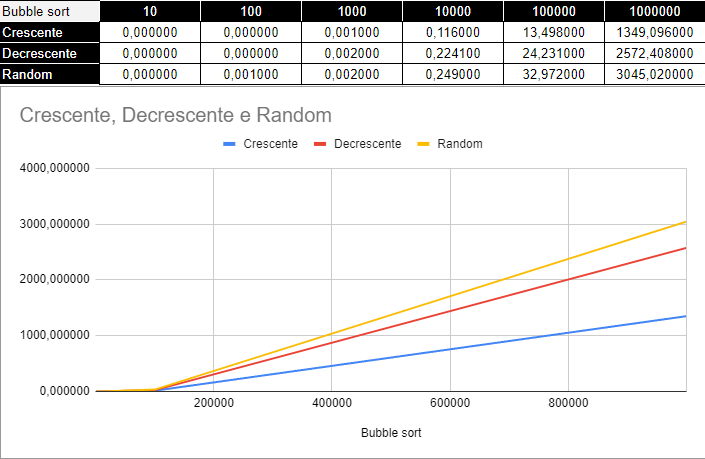 Bubble sort 10 100 1000 10000 100000 1000000
Crescente 0,000000 0,000000 0,001000 0,116000 13,498000 1349,096000
Decrescente 0,000000 0,000000 0,002000 0,224100 24,231000 2572,408000
Random 0,000000 0,001000 0,002000 0,249000 32,972000 3045,020000
Crescente, Decrescente e Random
Crescente Decrescente Random
4000,000000
3000,000000
2000,000000
1000,000000
0,000000
200000 400000 600000 800000
Bubble sort